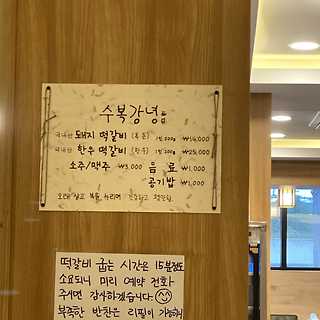 수복강녕
국내산 돼지 떡갈비 (목전) 1인 200g ₩14,000
국내산 한우 떡갈비 (한우) 1인 200g ₩25,000
소주/맥주 ₩3,000 음료 ₩1,000
공기밥 ₩1,000
오래 살고 복을 누리며 건강하고 평안함
떡갈비 굽는 시간은 15분정도
소요되니 미리 예약 전화
주시면 감사하겠습니다. ☺
부족한 반찬은 리필이 가능하